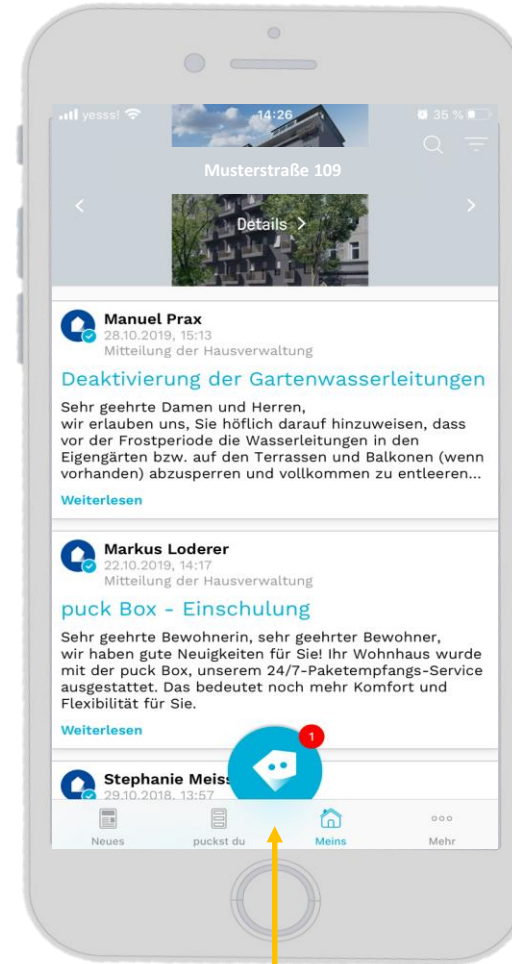 yesss! 14:26 35 %
Musterstraße 109
Details
Manuel Prax
28.10.2019, 15:13
Mitteilung der Hausverwaltung
Deaktivierung der Gartenwasserleitungen
Sehr geehrte Damen und Herren,
wir erlauben uns, Sie höflich darauf hinzuweisen, dass
vor der Frostperiode die Wasserleitungen in den
Eigengärten bzw. auf den Terrassen und Balkonen (wenn
vorhanden) abzusperren und vollkommen zu entleeren...
Weiterlesen
Markus Loderer
22.10.2019, 14:17
Mitteilung der Hausverwaltung
puck Box - Einschulung
Sehr geehrte Bewohnerin, sehr geehrter Bewohner,
wir haben gute Neuigkeiten für Sie! Ihr Wohnhaus wurde
mit der puck Box, unserem 24/7-Paketempfangs-Service
ausgestattet. Das bedeutet noch mehr Komfort und
Flexibilität für Sie.
Weiterlesen
1
Stephanie Meiss
29.10.2018, 13:57
Neues puckst du Meins Mehr